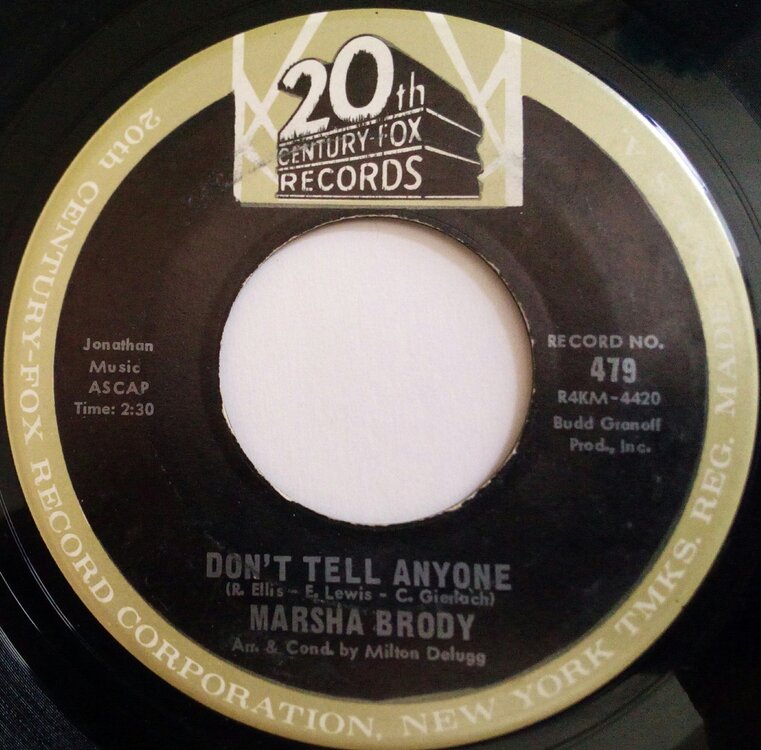 20th
CENTURY-FOX
RECORDS
Jonathan
Music
ASCAP
Time: 2:30
RECORD NO.
479
R4KM-4420
Budd Granoff
Prod., Inc.
DON'T TELL ANYONE
(R. Ellis - E. Lewis - C. Gierlach)
MARSHA BRODY
Arr. & Cond. by Milton Delugg
20th CENTURY-FOX RECORD CORPORATION, NEW YORK TMKS. REG. MADE IN